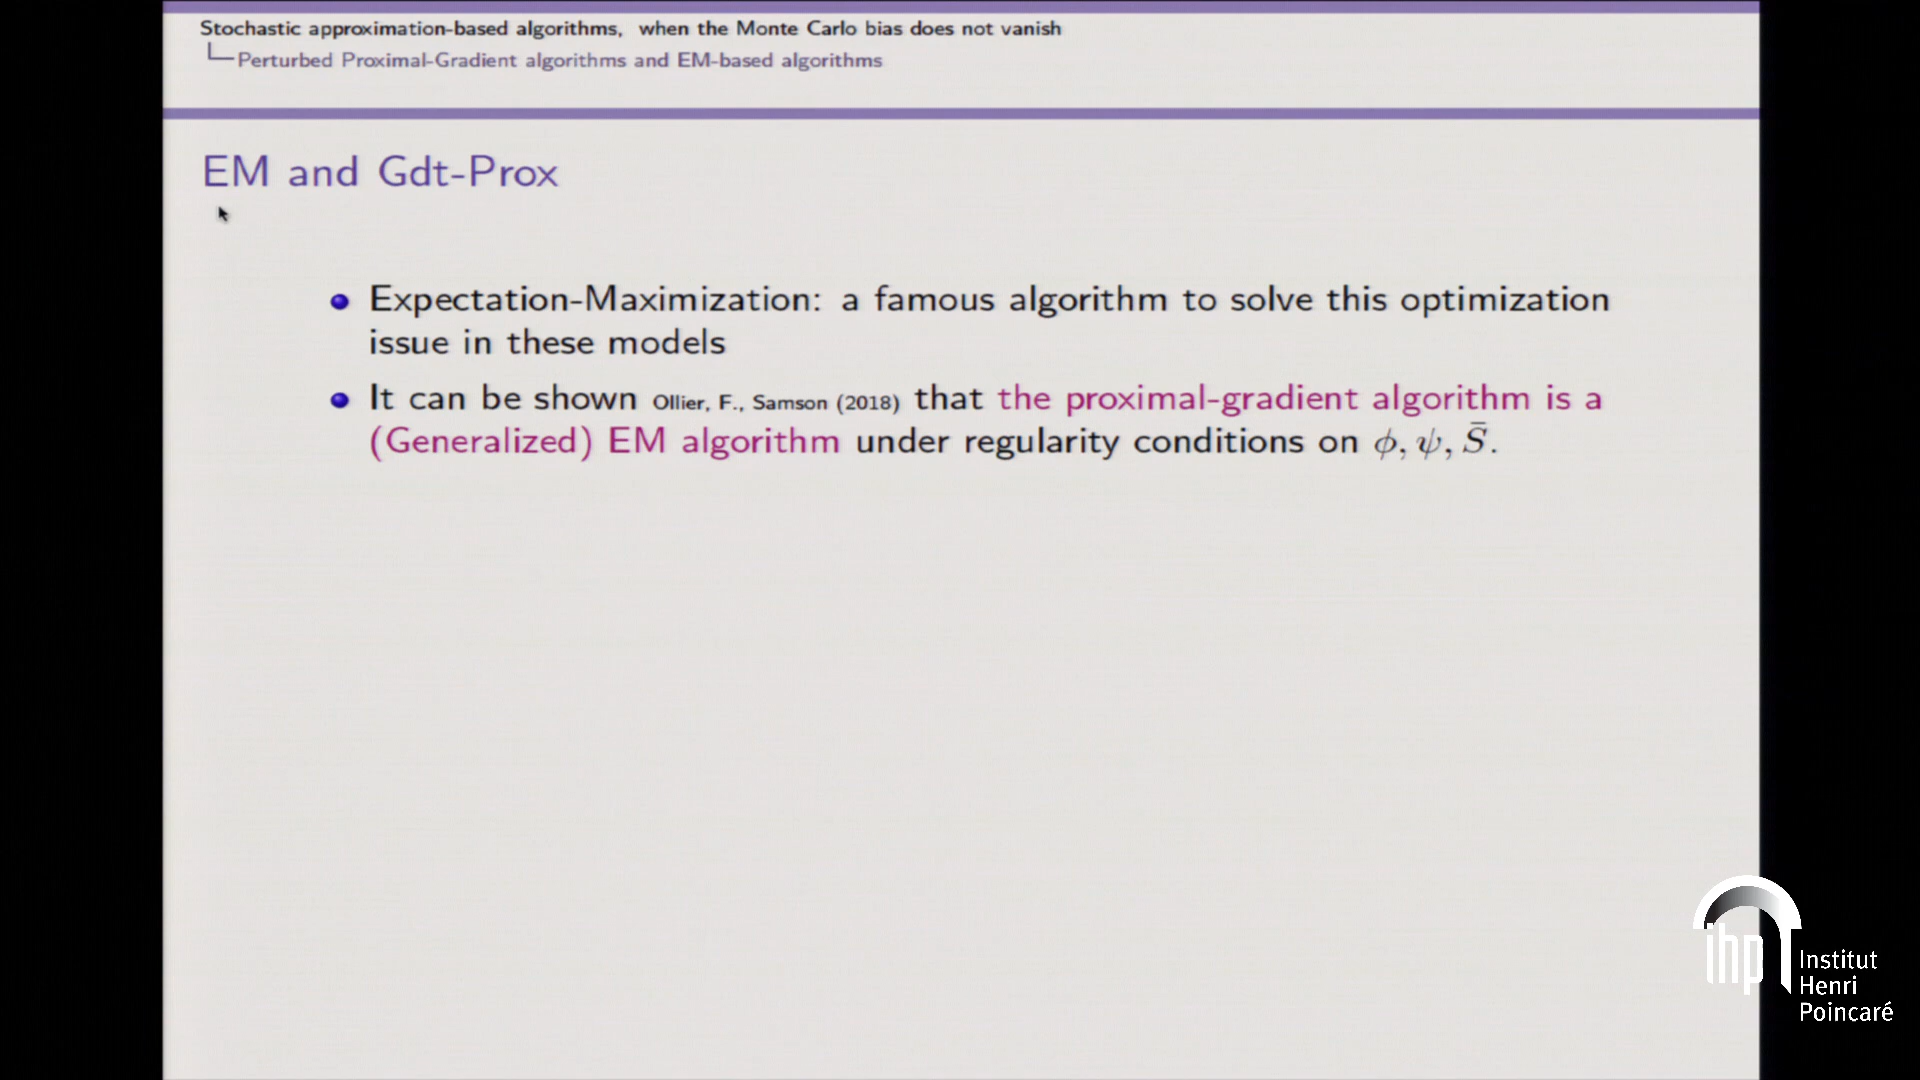 Stochastic approximation-based algorithms, when the Monte Carlo bias does not vanish
Perturbed Proximal-Gradient algorithms and EM-based algorithms
EM and Gdt-Prox
Expectation-Maximization: a famous algorithm to solve this optimization
issue in these models
It can be shown Ollier, F., Samson (2018) that the proximal-gradient algorithm is a
(Generalized) EM algorithm under regularity conditions on ϕ, ψ, S̄.
ihp
Institut
Henri
Poincaré